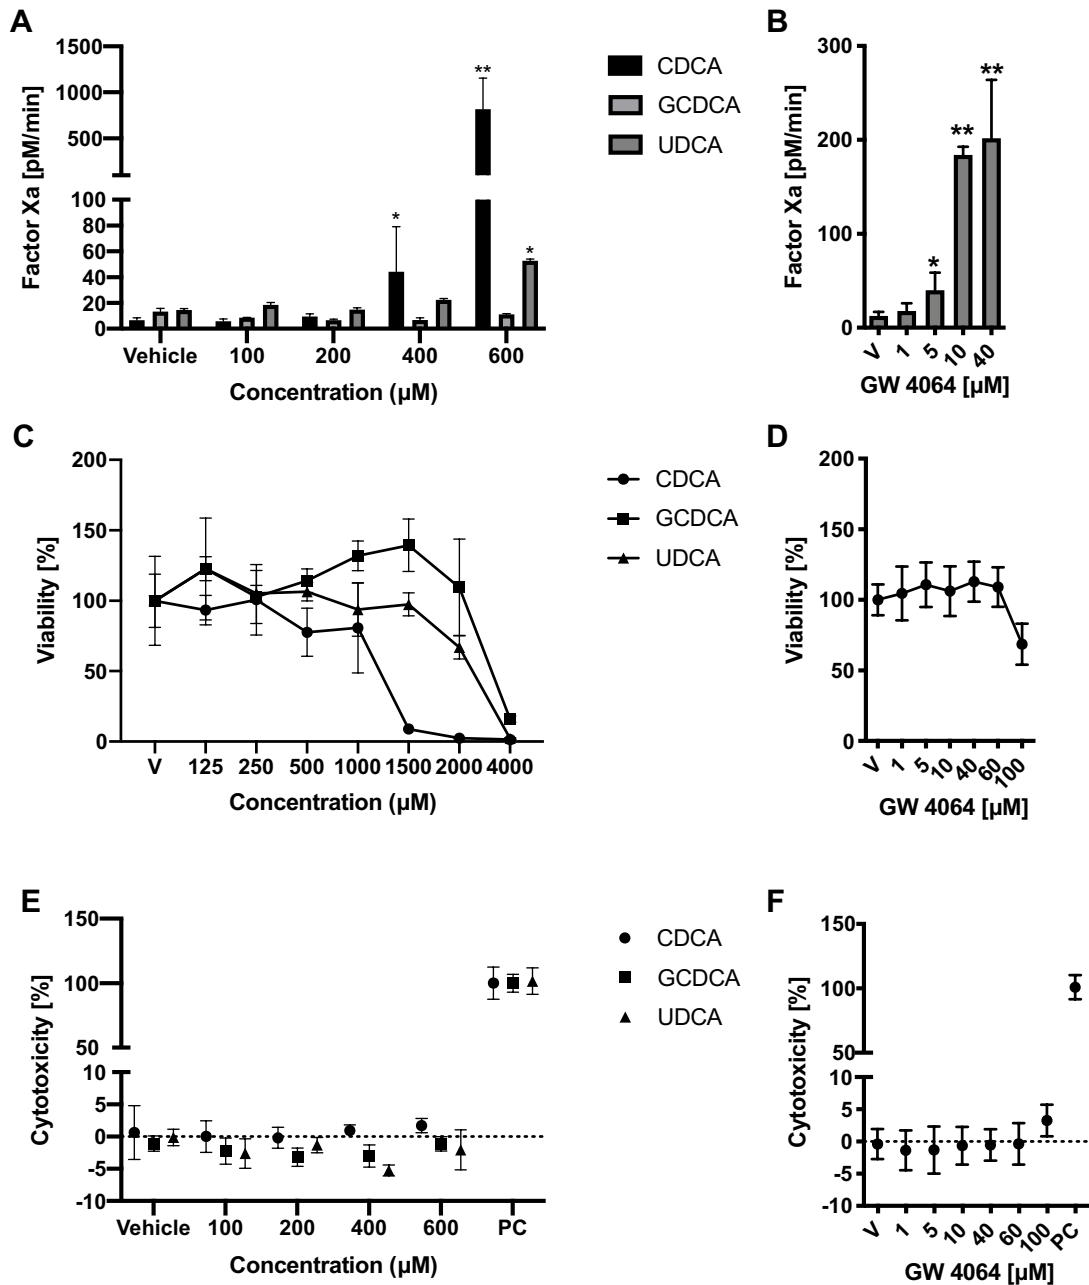 A
Factor Xa [pM/min]
1500
1000
500
100
80
60
40
20
0
*
**
*
Vehicle 100 200 400 600
Concentration (µM)
CDCA
GCDCA
UDCA
B
Factor Xa [pM/min]
300
200
100
0
*
**
**
V 1 5 10 40
GW 4064 [µM]
C
Viability [%]
200
150
100
50
0
V 125 250 500 1000 1500 2000 4000
Concentration (µM)
CDCA
GCDCA
UDCA
D
Viability [%]
200
150
100
50
0
V 1 5 10 40 60 100
GW 4064 [µM]
E
Cytotoxicity [%]
150
100
50
10
5
0
-5
-10
Vehicle 100 200 400 600 PC
Concentration (µM)
CDCA
GCDCA
UDCA
F
Cytotoxicity [%]
150
100
50
10
5
0
-5
-10
V 1 5 10 40 60 100 PC
GW 4064 [µM]